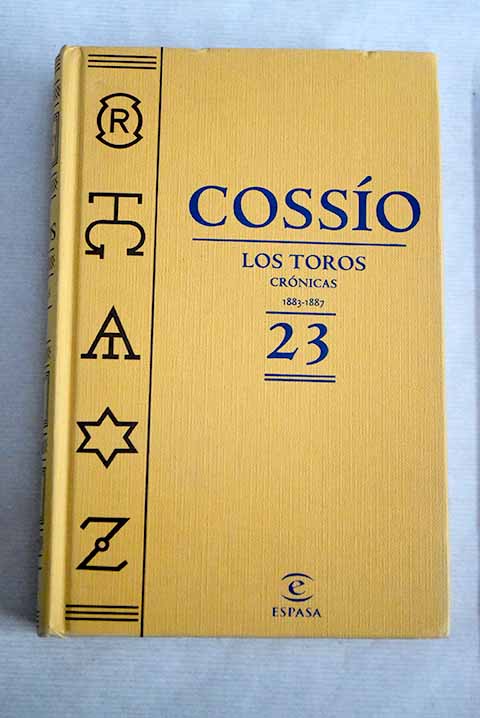 COSSÍO
LOS TOROS
CRÓNICAS
1883-1887
23
e
ESPASA
R